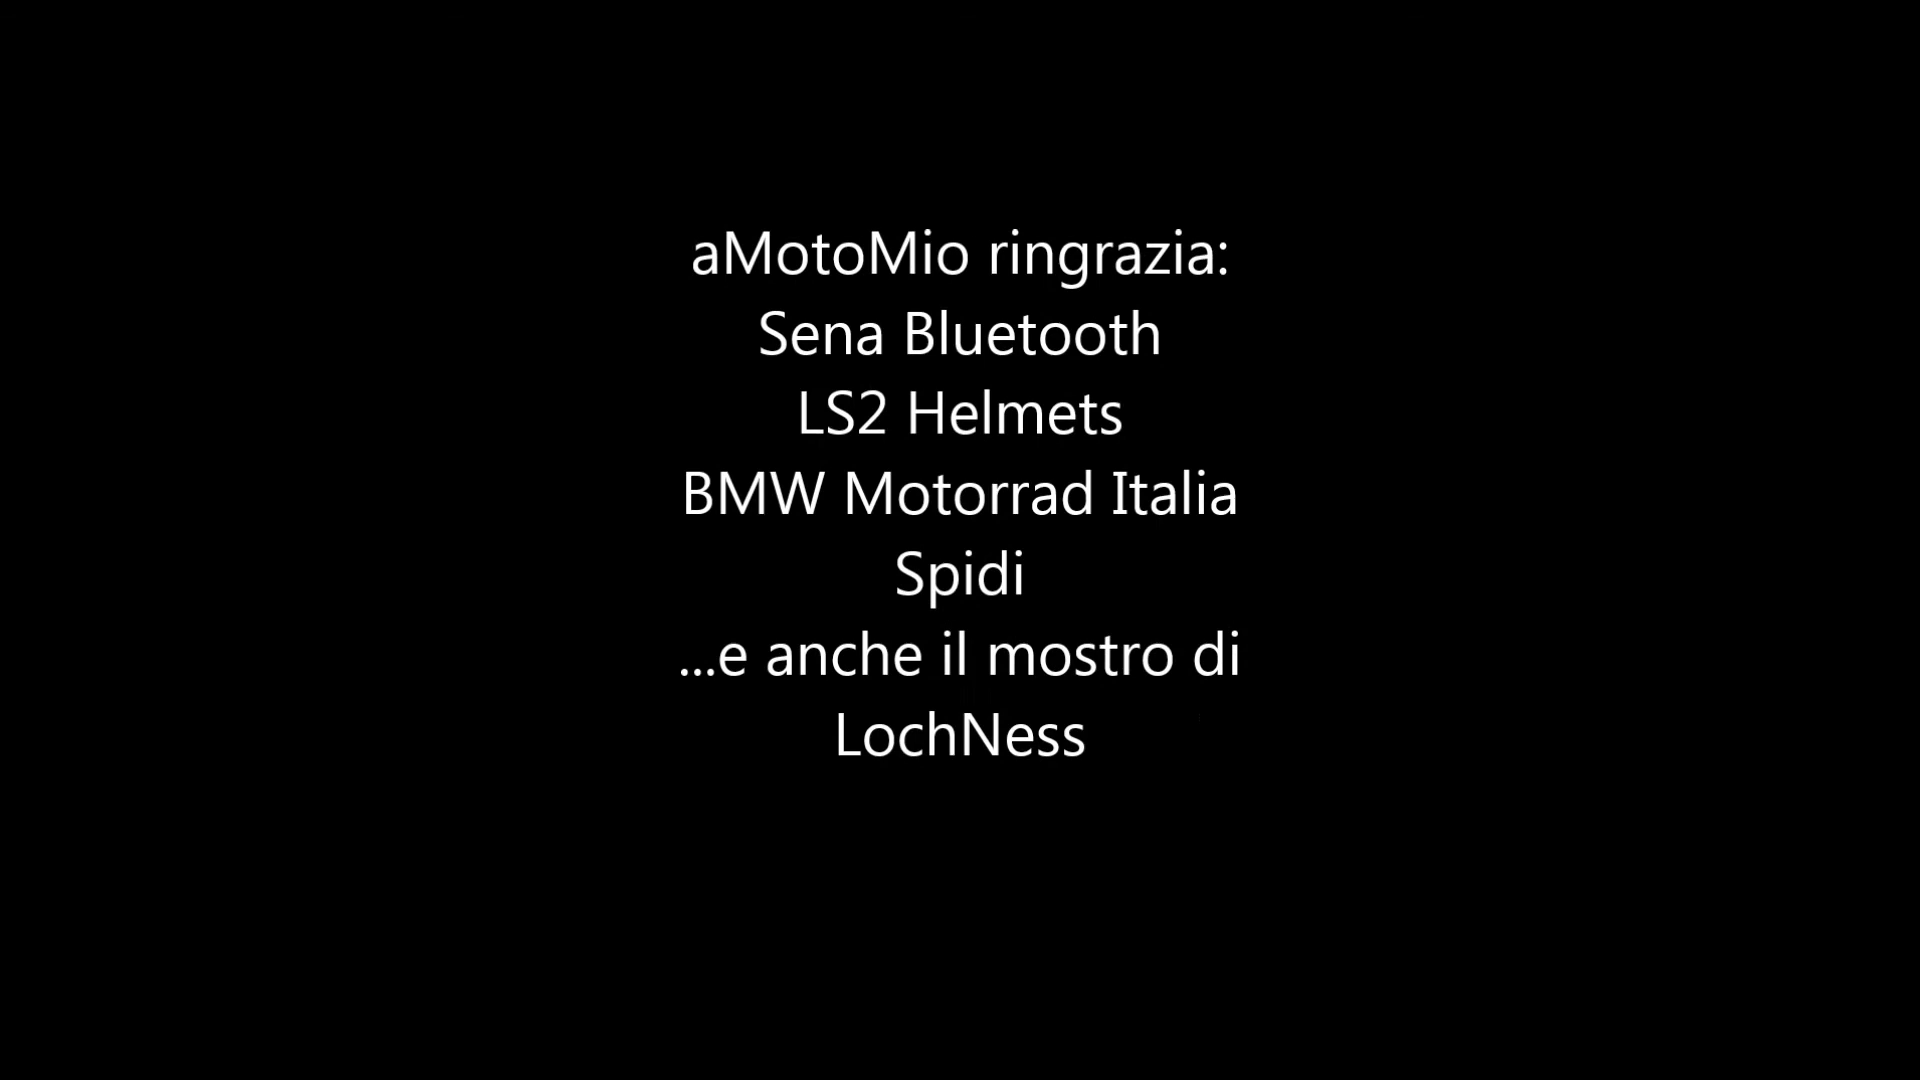 aMotoMio ringrazia:
Sena Bluetooth
LS2 Helmets
BMW Motorrad Italia
Spidi
...e anche il mostro di
LochNess